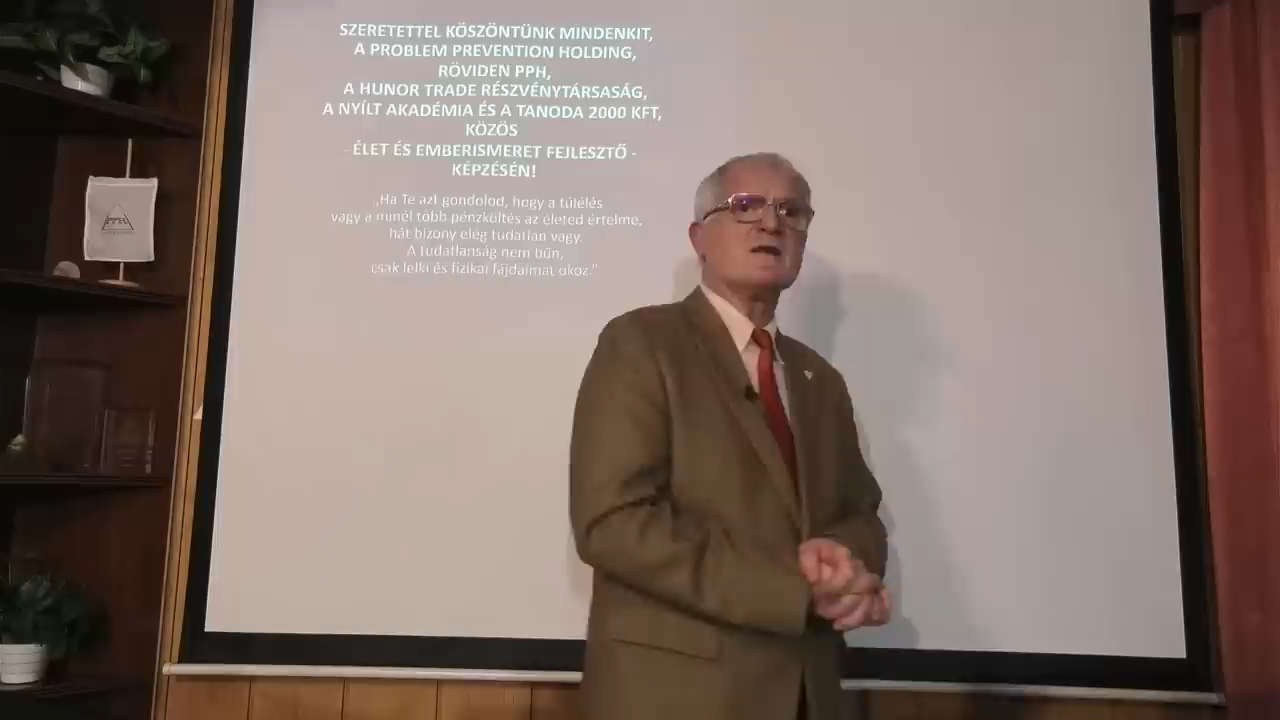 SZERETETTEL KÖSZÖNTÜNK MINDENKIT,
A PROBLEM PREVENTION HOLDING,
RÖVIDEN PPH,
A HUNOR TRADE RÉSZVÉNYTÁRSASÁG,
A NYÍLT AKADÉMIA ÉS A TANODA 2000 KFT,
KÖZÖS
- ÉLET ÉS EMBERISMERET FEJLESZTŐ -
KÉPZÉSÉN!
„Ha Te azt gondolod, hogy a túlélés
vagy a minél több pénzköltés az életed értelme,
hát bizony elég tudatlan vagy.
A tudatlanság nem bűn,
csak lelki és fizikai fájdalmat okoz.”